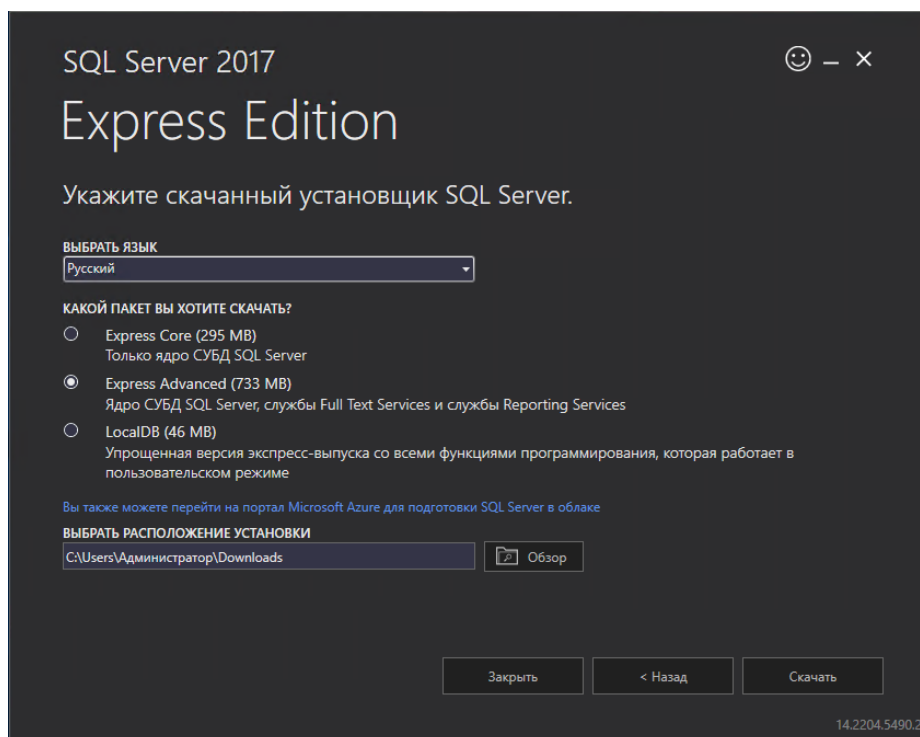 SQL Server 2017
Express Edition
Укажите скачанный установщик SQL Server.
ВЫБРАТЬ ЯЗЫК
Русский
КАКОЙ ПАКЕТ ВЫ ХОТИТЕ СКАЧАТЬ?
Express Core (295 MB)
Только ядро СУБД SQL Server
Express Advanced (733 MB)
Ядро СУБД SQL Server, службы Full Text Services и службы Reporting Services
LocalDB (46 MB)
Упрощенная версия экспресс-выпуска со всеми функциями программирования, которая работает в
пользовательском режиме
Вы также можете перейти на портал Microsoft Azure для подготовки SQL Server в облаке
ВЫБРАТЬ РАСПОЛОЖЕНИЕ УСТАНОВКИ
C:\Users\Администратор\Downloads
Обзор
Закрыть
< Назад
Скачать
14.2204.5490.2